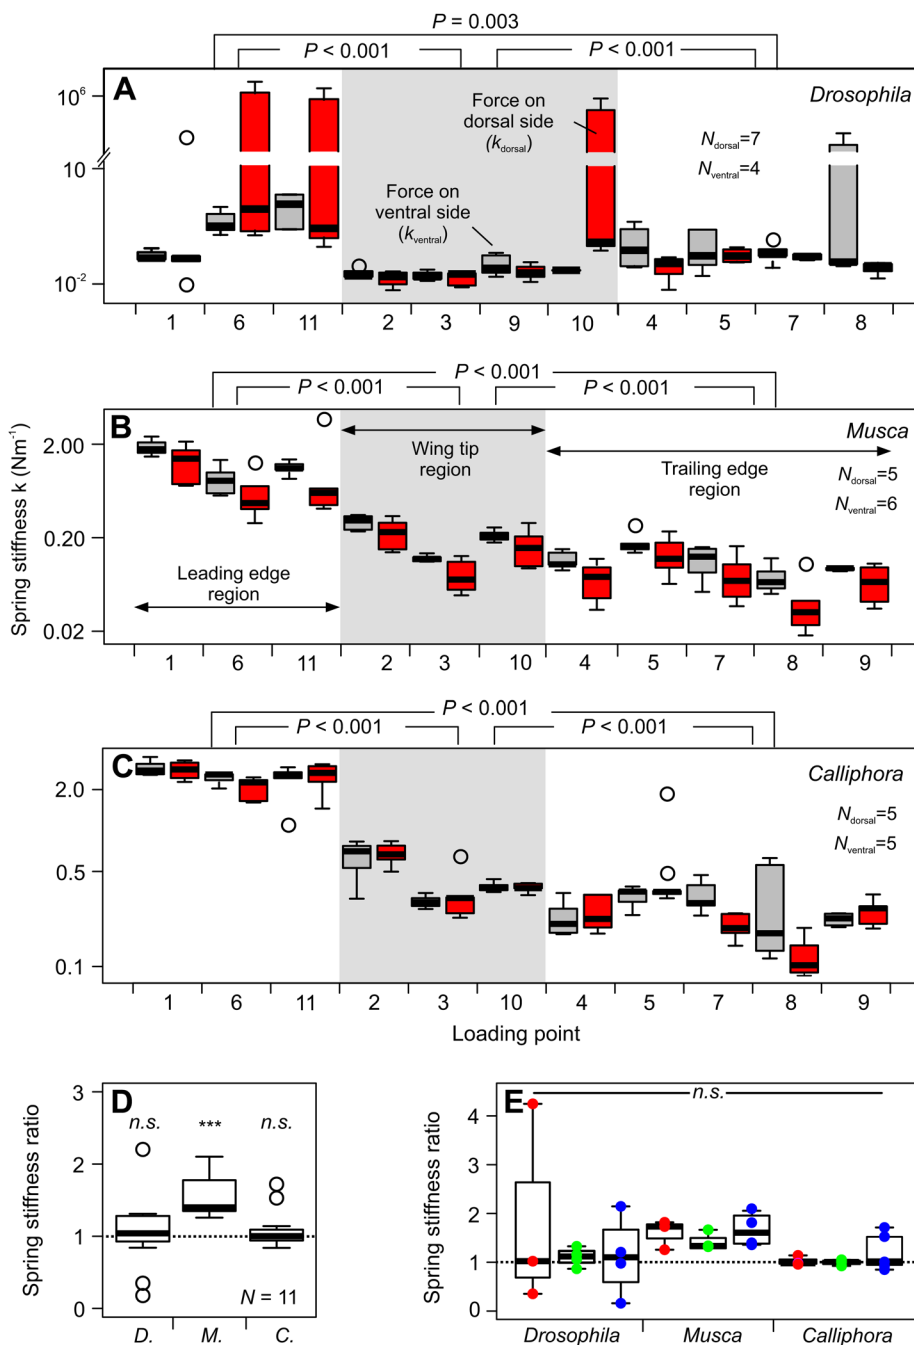 P = 0.003
P < 0.001 P < 0.001
A
Drosophila
10⁶
10
10⁻²
Force on
dorsal side
(k_dorsal)
Force on
ventral side
(k_ventral)
N_dorsal=7
N_ventral=4
1 6 11 2 3 9 10 4 5 7 8
P < 0.001
P < 0.001 P < 0.001
B
Musca
2.00
0.20
0.02
Wing tip
region
Trailing edge
region
Leading edge
region
N_dorsal=5
N_ventral=6
Spring stiffness k (Nm⁻¹)
1 6 11 2 3 10 4 5 7 8 9
P < 0.001
P < 0.001 P < 0.001
C
Calliphora
2.0
0.5
0.1
N_dorsal=5
N_ventral=5
1 6 11 2 3 10 4 5 7 8 9
Loading point
D
Spring stiffness ratio
3
2
1
0
n.s. *** n.s.
N = 11
D. M. C.
E
Spring stiffness ratio
4
3
2
1
0
n.s.
Drosophila Musca Calliphora